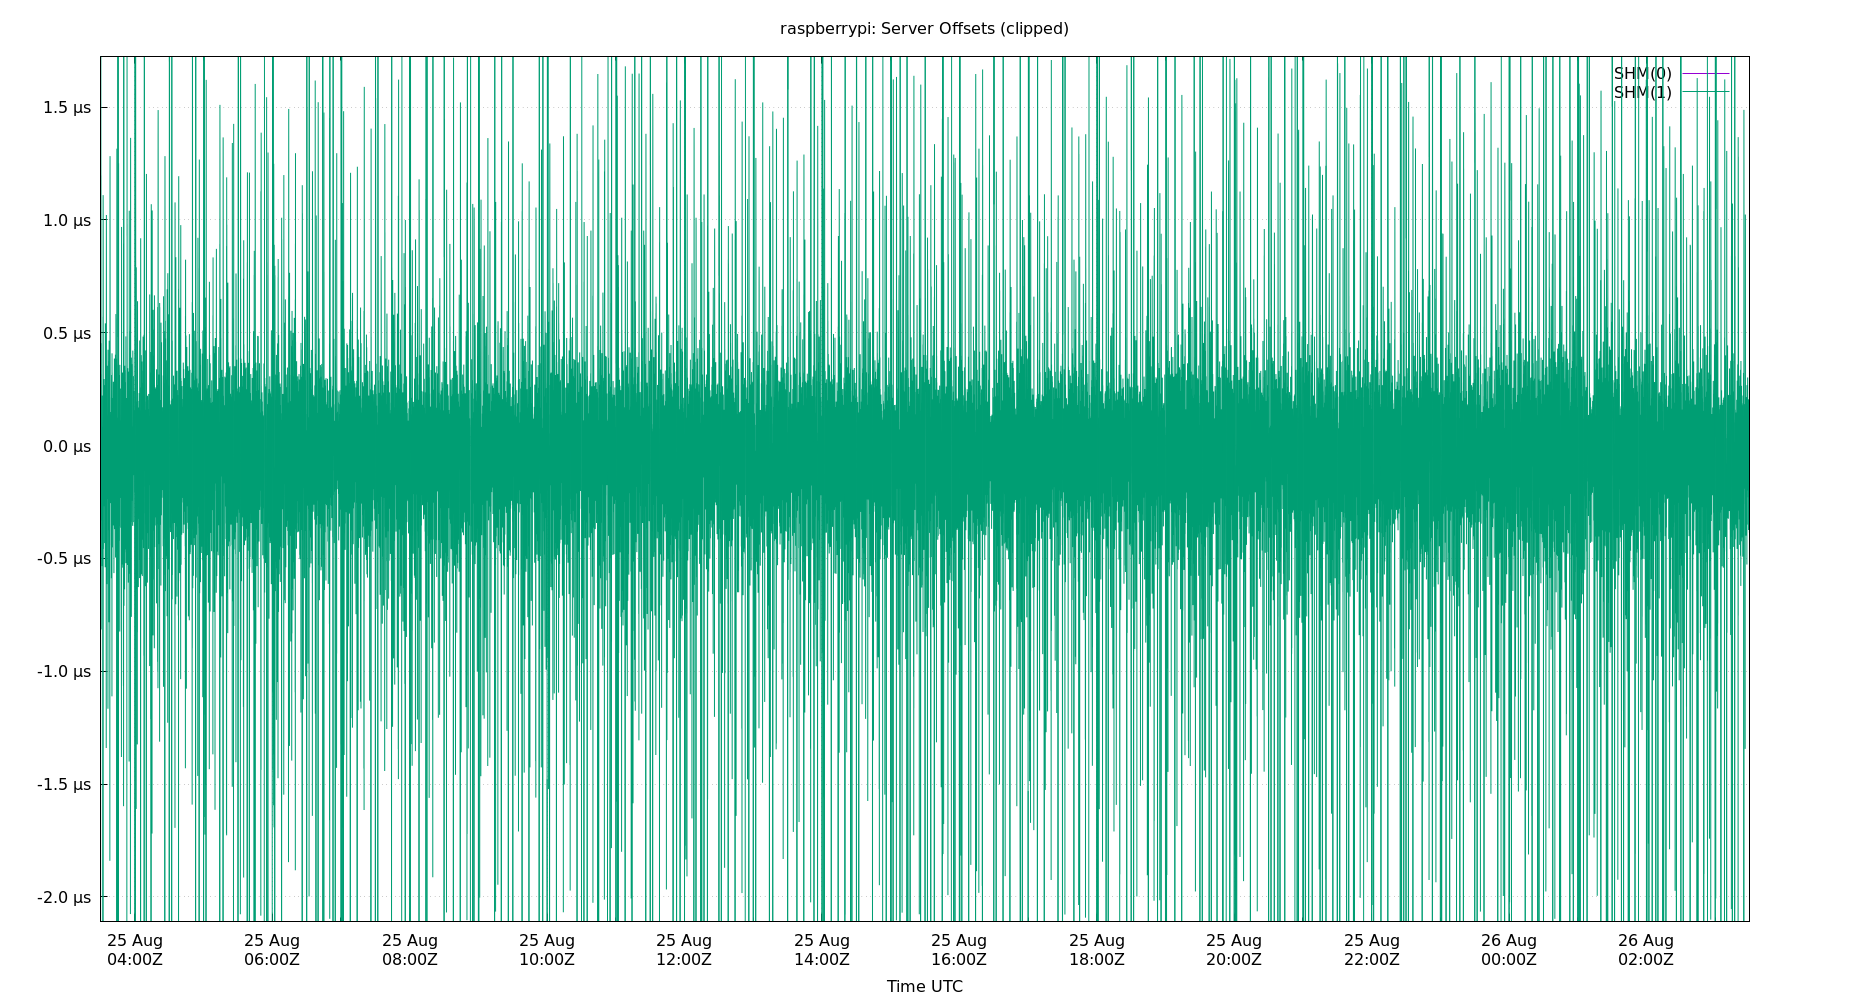 raspberrypi: Server Offsets (clipped)
SHM(0)
SHM(1)
1.5 µs
1.0 µs
0.5 µs
0.0 µs
-0.5 µs
-1.0 µs
-1.5 µs
-2.0 µs
25 Aug 25 Aug 25 Aug 25 Aug 25 Aug 25 Aug 25 Aug 25 Aug 25 Aug 25 Aug 26 Aug 26 Aug
04:00Z 06:00Z 08:00Z 10:00Z 12:00Z 14:00Z 16:00Z 18:00Z 20:00Z 22:00Z 00:00Z 02:00Z
Time UTC